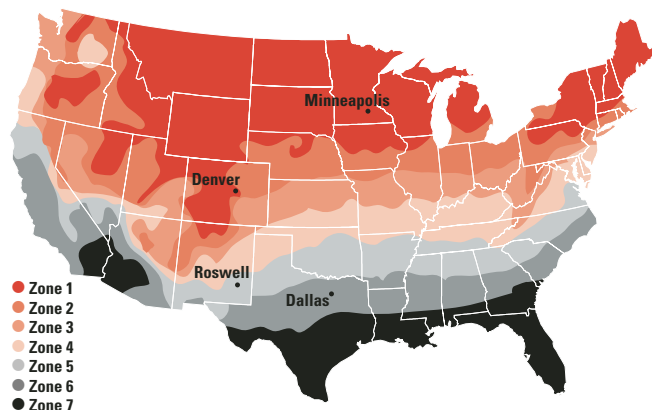 Minneapolis
Denver
Roswell
Dallas
Zone 1
Zone 2
Zone 3
Zone 4
Zone 5
Zone 6
Zone 7